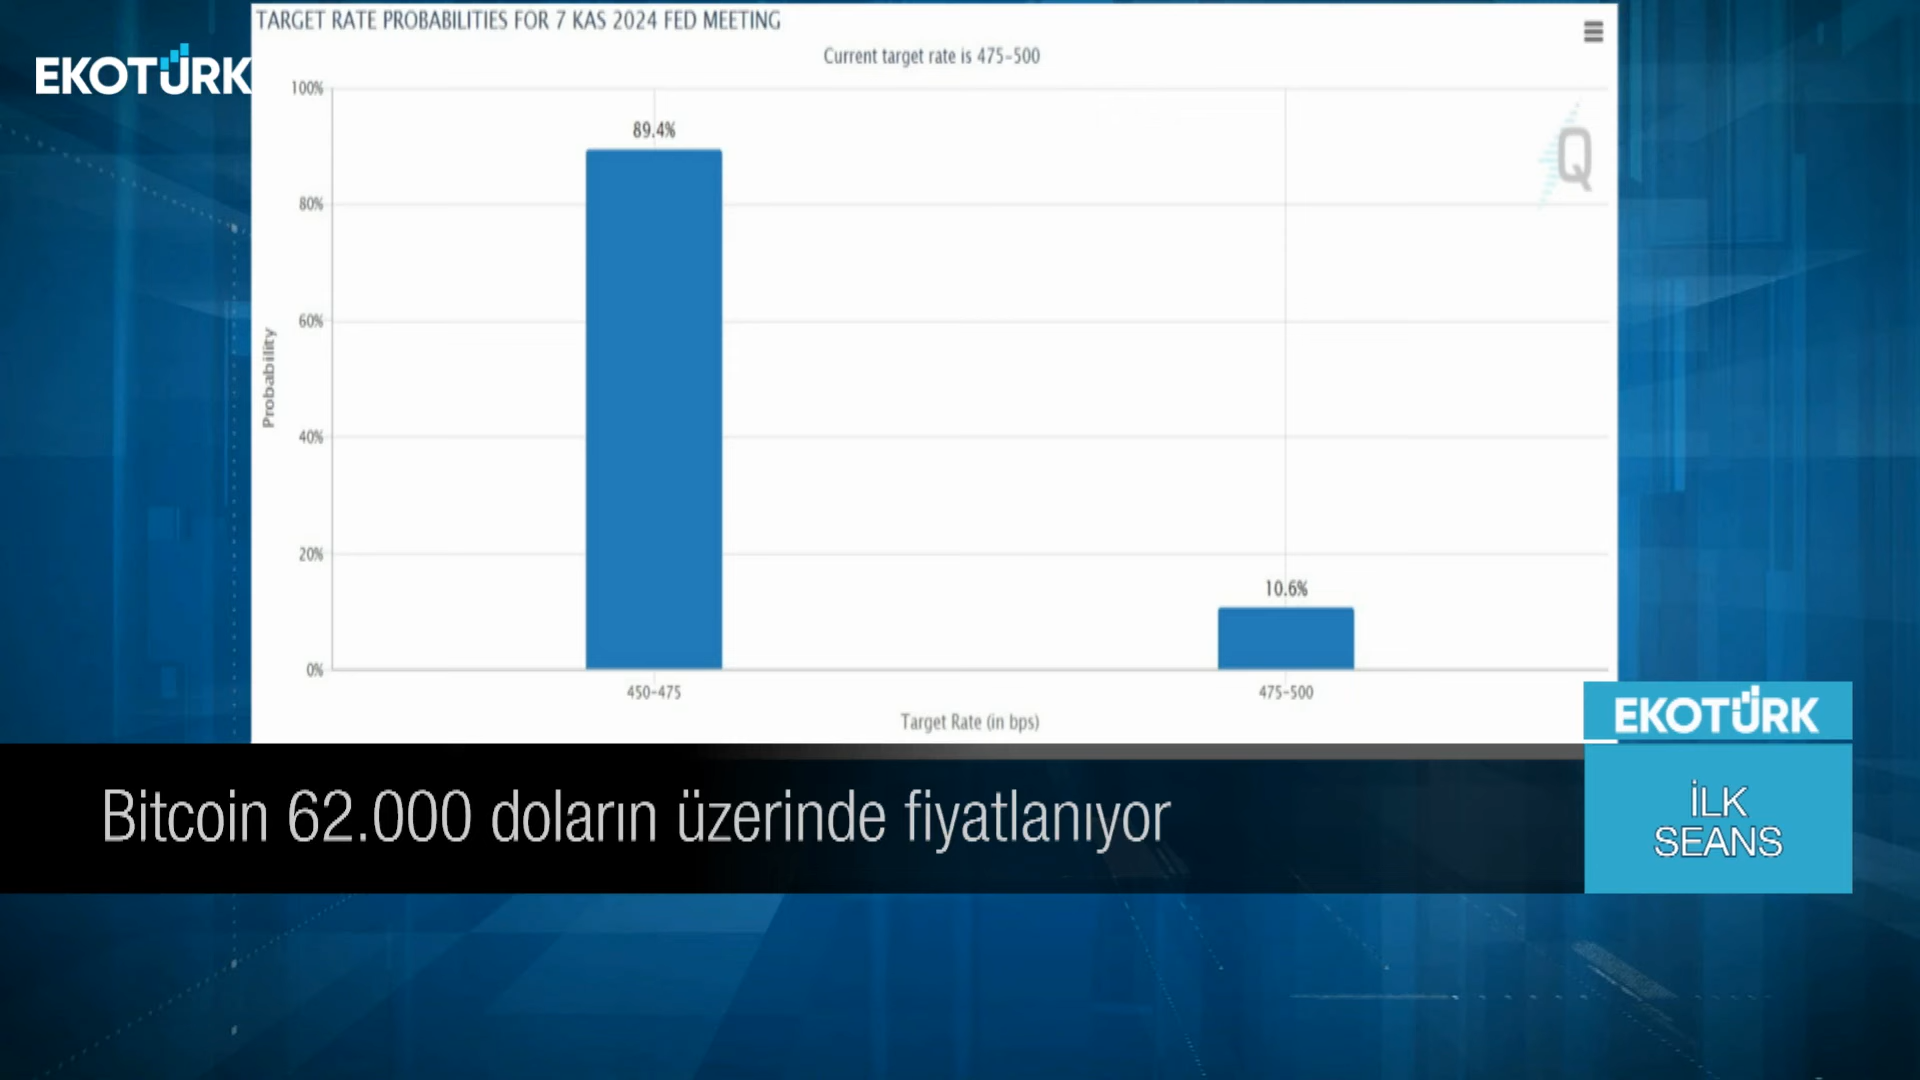 EKOTÜRK
TARGET RATE PROBABILITIES FOR 7 KAS 2024 FED MEETING
Current target rate is 475-500
100%
80%
60%
40%
20%
0%
Probability
89.4%
10.6%
Q
450-475
475-500
Target Rate (in bps)
EKOTÜRK
İLK
SEANS
Bitcoin 62.000 doların üzerinde fiyatlanıyor